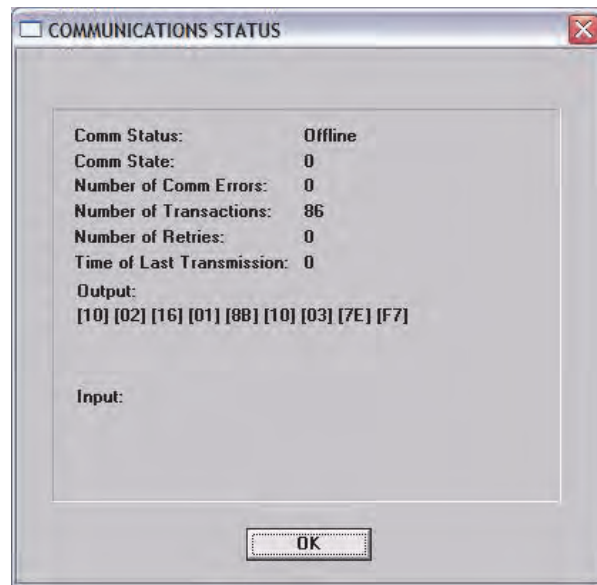 COMMUNICATIONS STATUS
Comm Status: Offline
Comm State: 0
Number of Comm Errors: 0
Number of Transactions: 86
Number of Retries: 0
Time of Last Transmission: 0
Output:
[10] [02] [16] [01] [8B] [10] [03] [7E] [F7]
Input:
OK